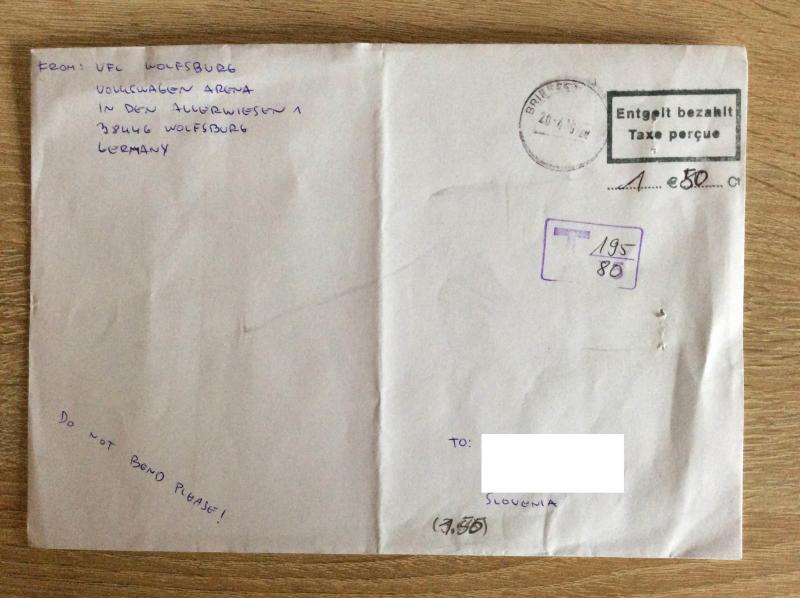 FROM: VFL WOLFSBURG
VOLKSWAGEN ARENA
IN DEN ALLERWIESEN 1
38446 WOLFSBURG
GERMANY
Entgelt bezahlt
Taxe perçue
1 € 50 Ct
T 195
80
DO NOT BEND PLEASE!
TO:
SLOVENIA